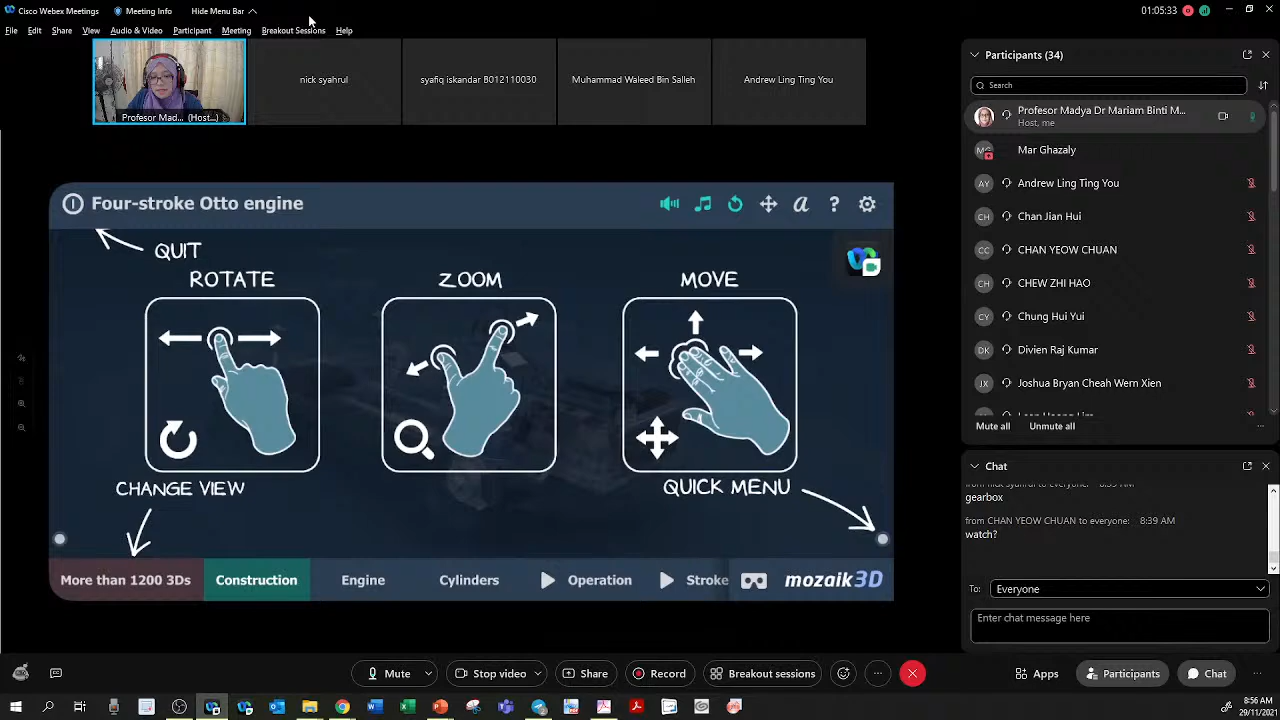 Cisco Webex Meetings
Meeting Info
Hide Menu Bar
01:05:33
File Edit Share View Audio & Video Participant Meeting Breakout Sessions Help
Profesor Mad... (Host...)
nick syahrul
syafiq iskandar B012110030
Muhammad Waleed Bin Salleh
Andrew Ling Ting You
Participants (34)
Search
Profesor Madya Dr Mariam Binti M...
Host, me
Mar Ghazaly
AY Andrew Ling Ting You
CH Chan Jian Hui
CC CHAN YEOW CHUAN
CH CHEW ZHI HAO
CY Chung Hui Yui
DK Divien Raj Kumar
JK Joshua Bryan Cheah Wern Xien
Mute all
Unmute all
Four-stroke Otto engine
a ?
QUIT
ROTATE
ZOOM
MOVE
CHANGE VIEW
QUICK MENU
More than 1200 3Ds
Construction
Engine
Cylinders
Operation
Stroke
mozaik3D
Chat
gearbox
from CHAN YEOW CHUAN to everyone: 8:39 AM
watch?
To: Everyone
Enter chat message here
Mute
Stop video
Share
Record
Breakout sessions
Apps
Participants
Chat
8:56 AM
29/11/2021